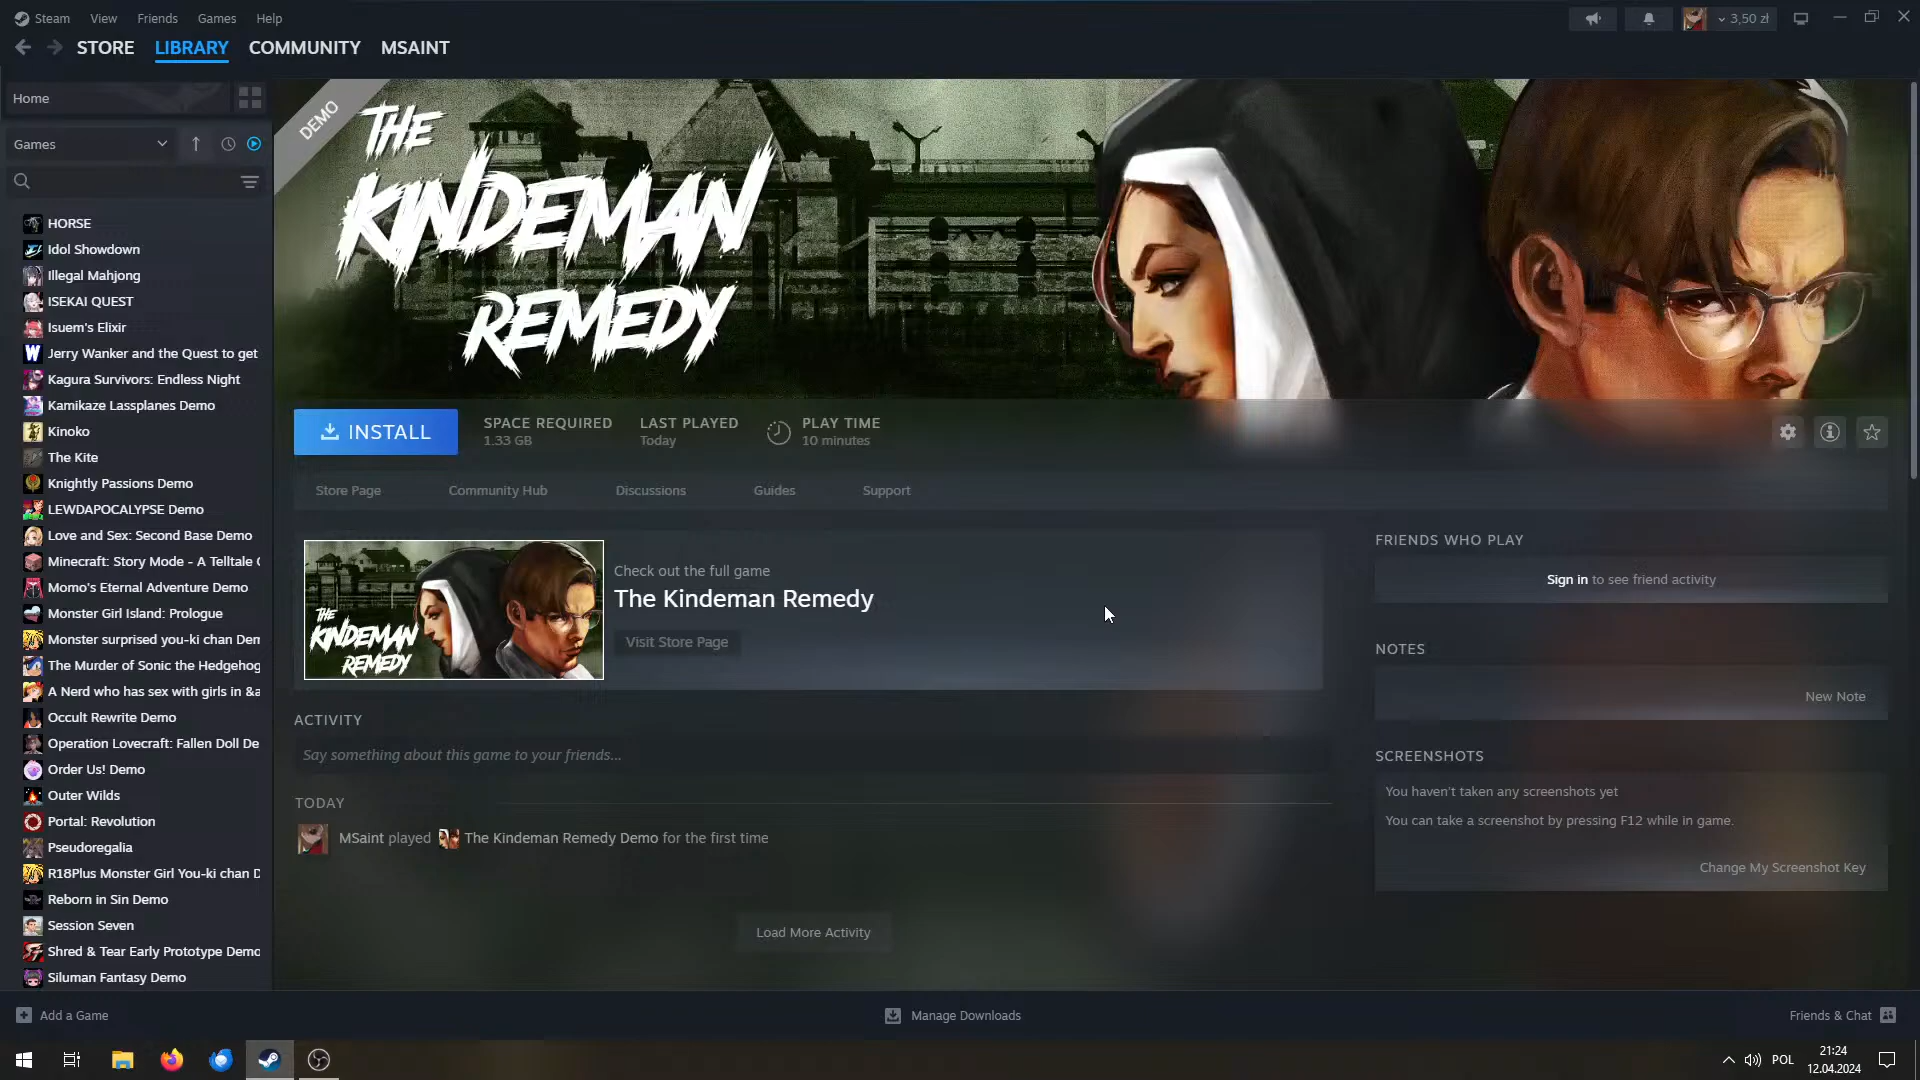 Steam View Friends Games Help
3,50 zł
STORE LIBRARY COMMUNITY MSAINT
Home
Games
HORSE
Idol Showdown
Illegal Mahjong
ISEKAI QUEST
Isuem's Elixir
Jerry Wanker and the Quest to get
Kagura Survivors: Endless Night
Kamikaze Lassplanes Demo
Kinoko
The Kite
Knightly Passions Demo
LEWDAPOCALYPSE Demo
Love and Sex: Second Base Demo
Minecraft: Story Mode - A Telltale
Momo's Eternal Adventure Demo
Monster Girl Island: Prologue
Monster surprised you-ki chan Dem
The Murder of Sonic the Hedgehog
A Nerd who has sex with girls in &a
Occult Rewrite Demo
Operation Lovecraft: Fallen Doll De
Order Us! Demo
Outer Wilds
Portal: Revolution
Pseudoregalia
R18Plus Monster Girl You-ki chan D
Reborn in Sin Demo
Session Seven
Shred & Tear Early Prototype Demo
Siluman Fantasy Demo
DEMO
THE
KINDEMAN
REMEDY
INSTALL
SPACE REQUIRED
1.33 GB
LAST PLAYED
Today
PLAY TIME
10 minutes
Store Page Community Hub Discussions Guides Support
THE
KINDEMAN
REMEDY
Check out the full game
The Kindeman Remedy
Visit Store Page
ACTIVITY
Say something about this game to your friends...
TODAY
MSaint played The Kindeman Remedy Demo for the first time
Load More Activity
FRIENDS WHO PLAY
Sign in to see friend activity
NOTES
New Note
SCREENSHOTS
You haven't taken any screenshots yet
You can take a screenshot by pressing F12 while in game.
Change My Screenshot Key
Add a Game
Manage Downloads
Friends & Chat
POL
21:24
12.04.2024